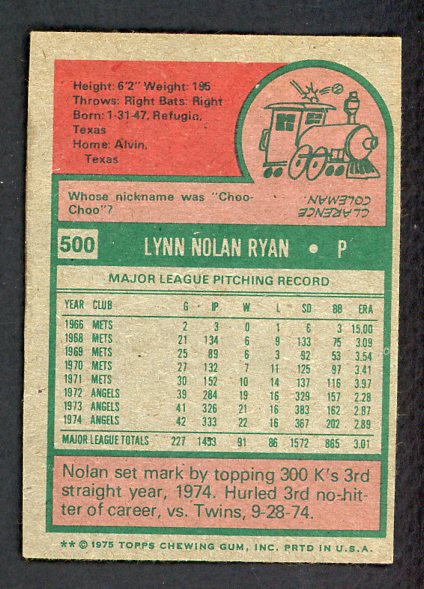 Height: 6'2" Weight: 195
Throws: Right Bats: Right
Born: 1-31-47, Refugio,
Texas
Home: Alvin,
Texas
Whose nickname was "Choo-
Choo"?
CLARENCE
COLEMAN.
500 LYNN NOLAN RYAN • P
MAJOR LEAGUE PITCHING RECORD
YEAR CLUB G IP W L SO BB ERA
1966 METS 2 3 0 1 6 3 15.00
1968 METS 21 134 6 9 133 75 3.09
1969 METS 25 89 6 3 92 53 3.54
1970 METS 27 132 7 11 125 97 3.41
1971 METS 30 152 10 14 137 116 3.97
1972 ANGELS 39 284 19 16 329 157 2.28
1973 ANGELS 41 326 21 16 383 162 2.87
1974 ANGELS 42 333 22 16 367 202 2.89
MAJOR LEAGUE TOTALS 227 1453 91 86 1572 865 3.01
Nolan set mark by topping 300 K's 3rd
straight year, 1974. Hurled 3rd no-hit-
ter of career, vs. Twins, 9-28-74.
** © 1975 TOPPS CHEWING GUM, INC. PRTD IN U.S.A.